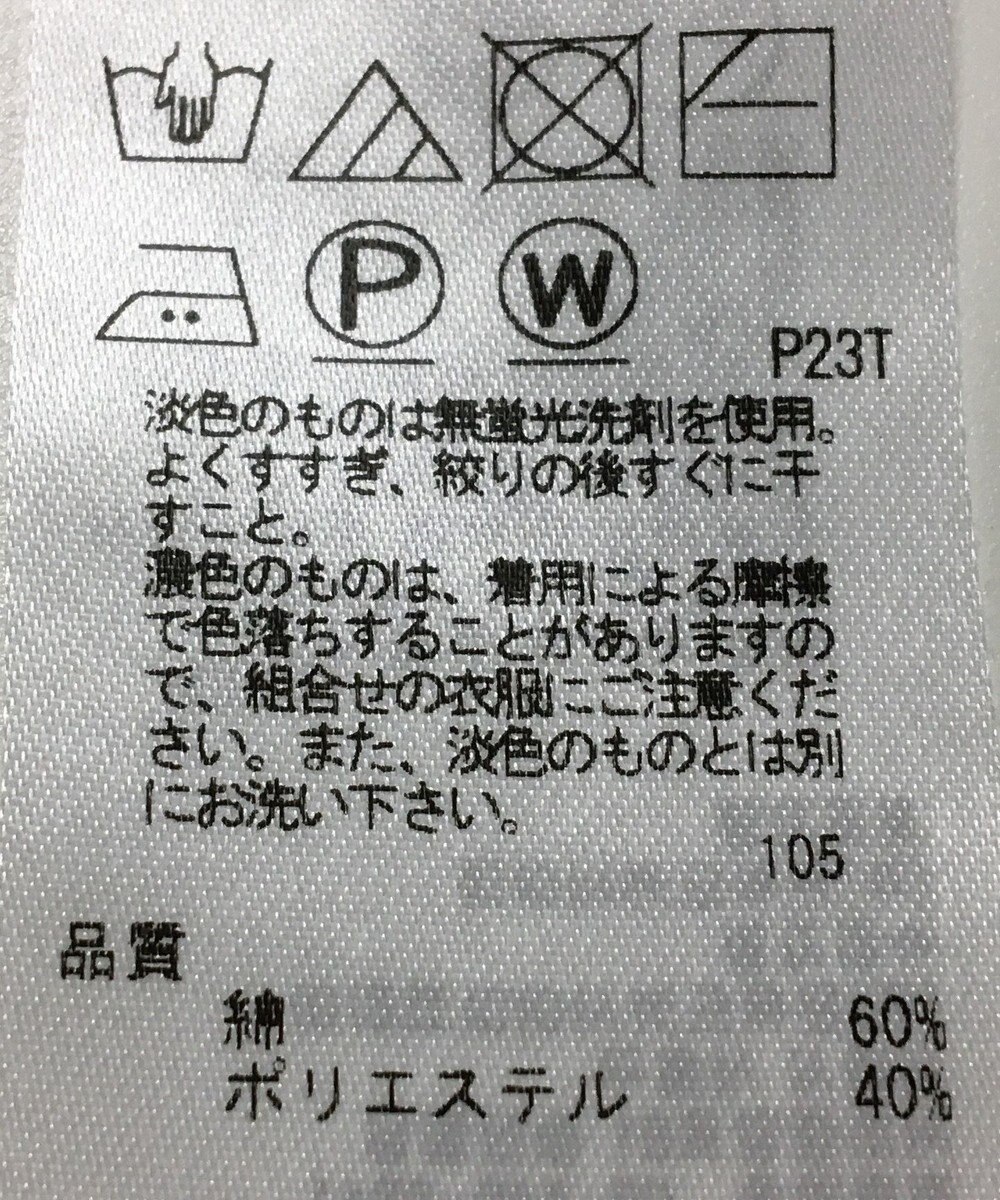 P
W
P23T
淡色のものは無蛍光洗剤を使用。
よくすすぎ、絞りの後すぐに干
すこと。
濃色のものは、着用による摩擦
で色落ちすることがありますの
で、組合せの衣服にご注意くだ
さい。また、淡色のものとは別
にお洗い下さい。
105
品質
綿 60%
ポリエステル 40%